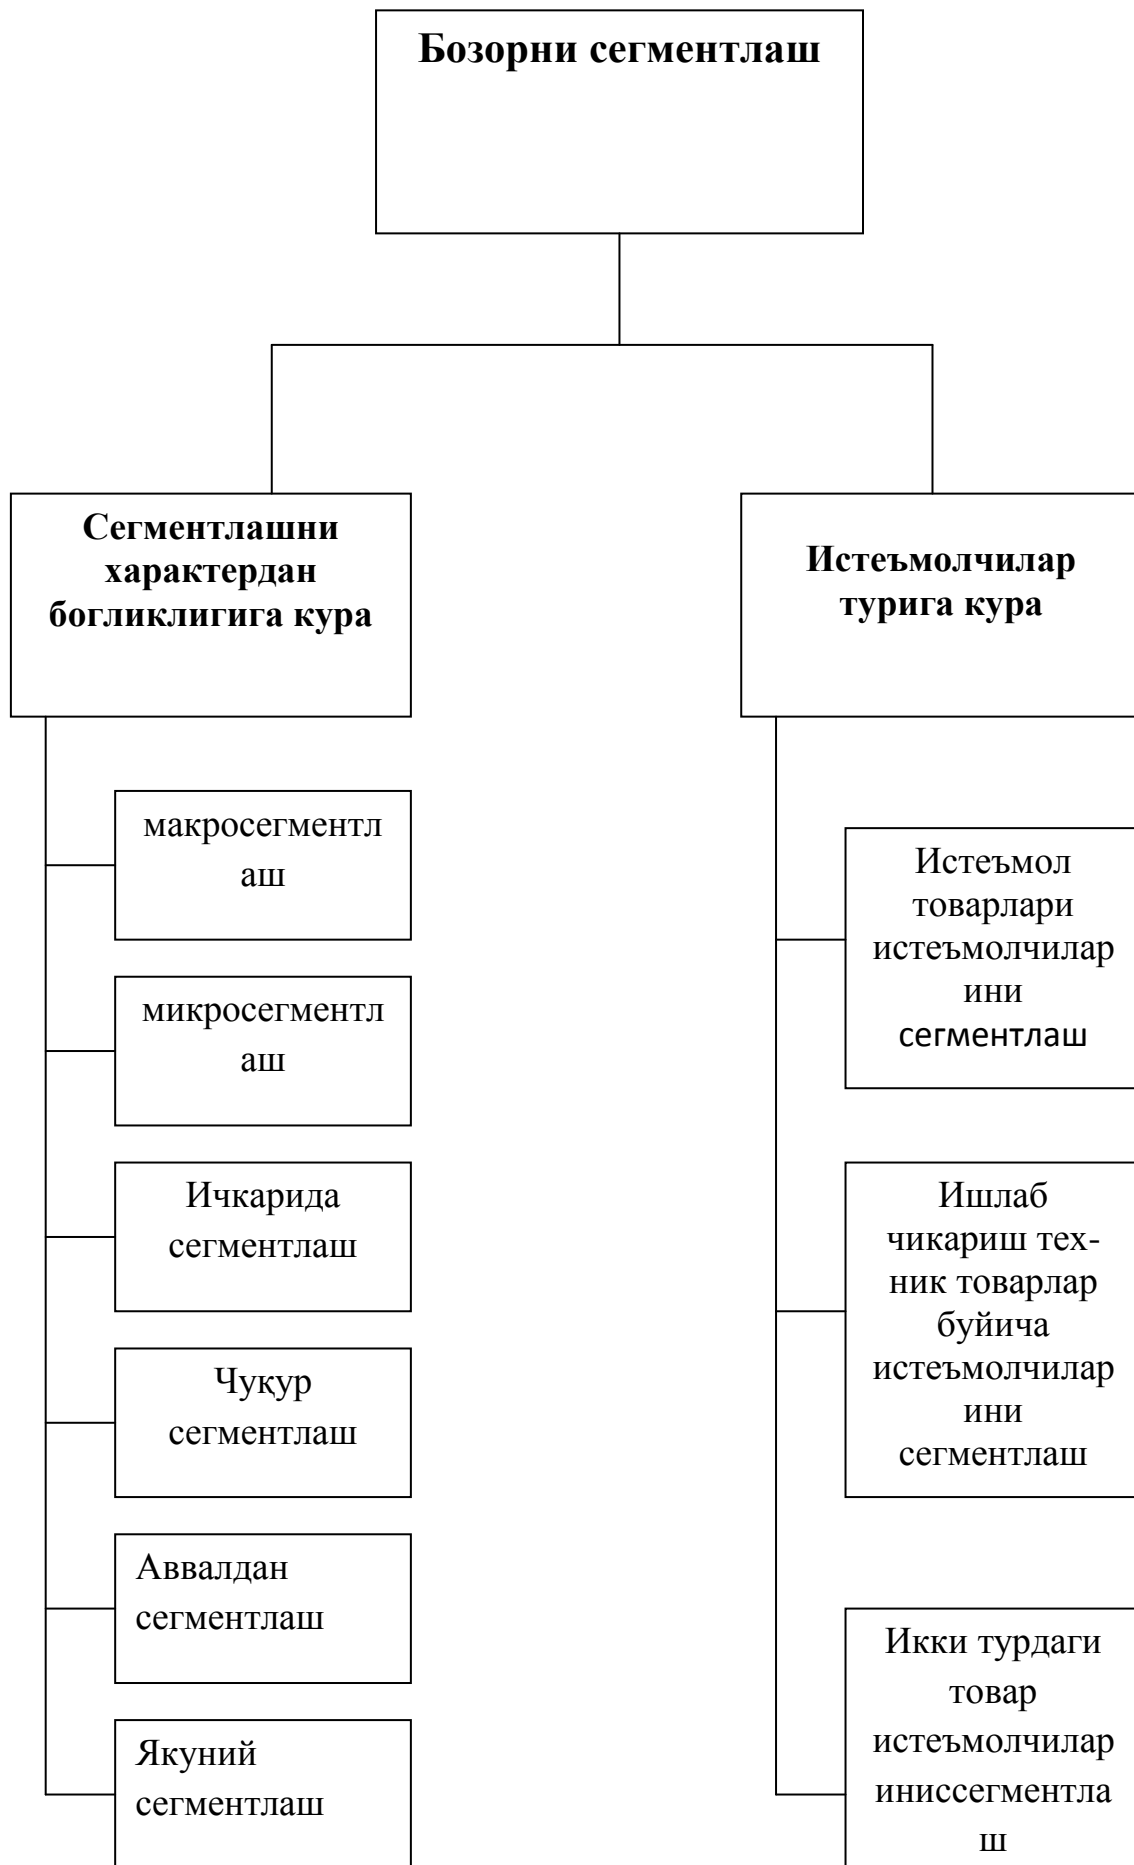 Бозорни сегментлаш
Сегментлашни
характердан
богликлигига кура
макросегментл
аш
микросегментл
аш
Ичкарида
сегментлаш
Чуқур
сегментлаш
Аввалдан
сегментлаш
Якуний
сегментлаш
Истеъмолчилар
турига кура
Истеъмол
товарлари
истеъмолчилар
ини
сегментлаш
Ишлаб
чикариш тех-
ник товарлар
буйича
истеъмолчилар
ини
сегментлаш
Икки турдаги
товар
истеъмолчилар
иниссегментла
ш